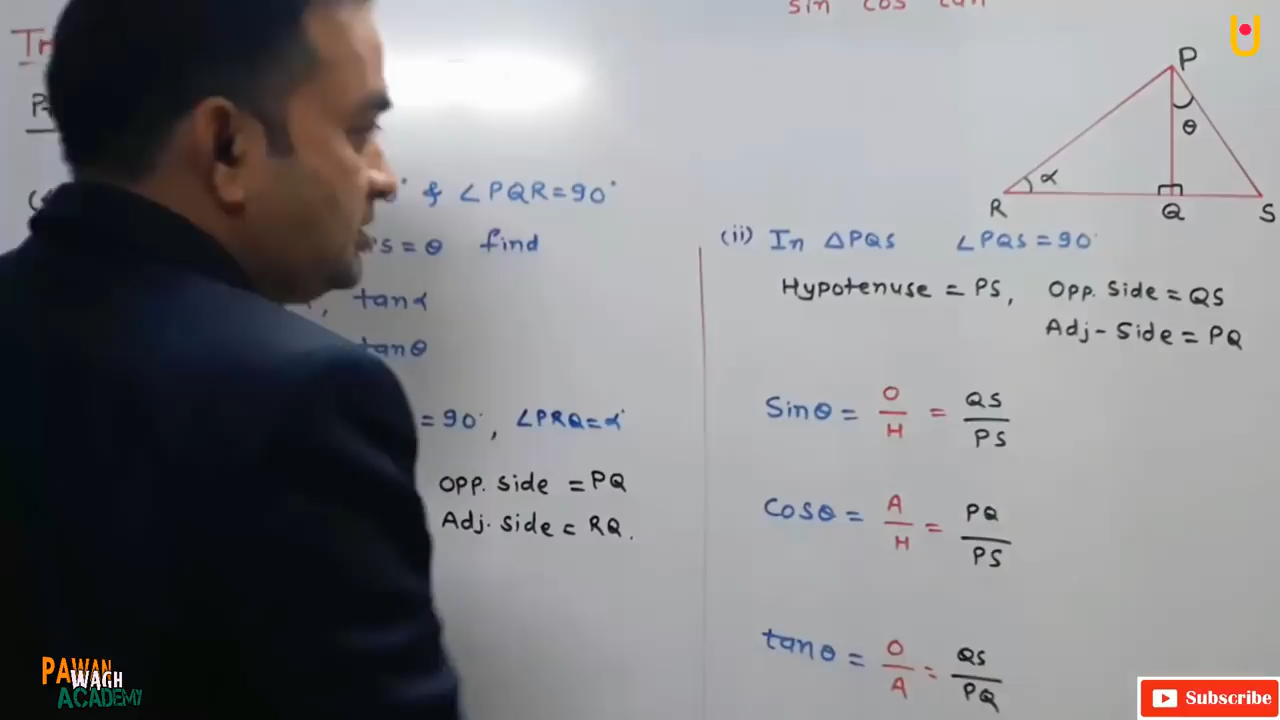 sin cos tan
P
θ
α
R Q S
& ∠PQR=90°
= θ find
tanα
tanθ
=90°, ∠PRQ=α
Opp. side = PQ
Adj. side = RQ.
(ii) In △PQS ∠PQS=90°
Hypotenuse = PS, Opp. Side = QS
Adj- Side = PQ
Sinθ = O/H = QS/PS
Cosθ = A/H = PQ/PS
tanθ = O/A = QS/PQ
PAWAN
WAGH
ACADEMY
Subscribe